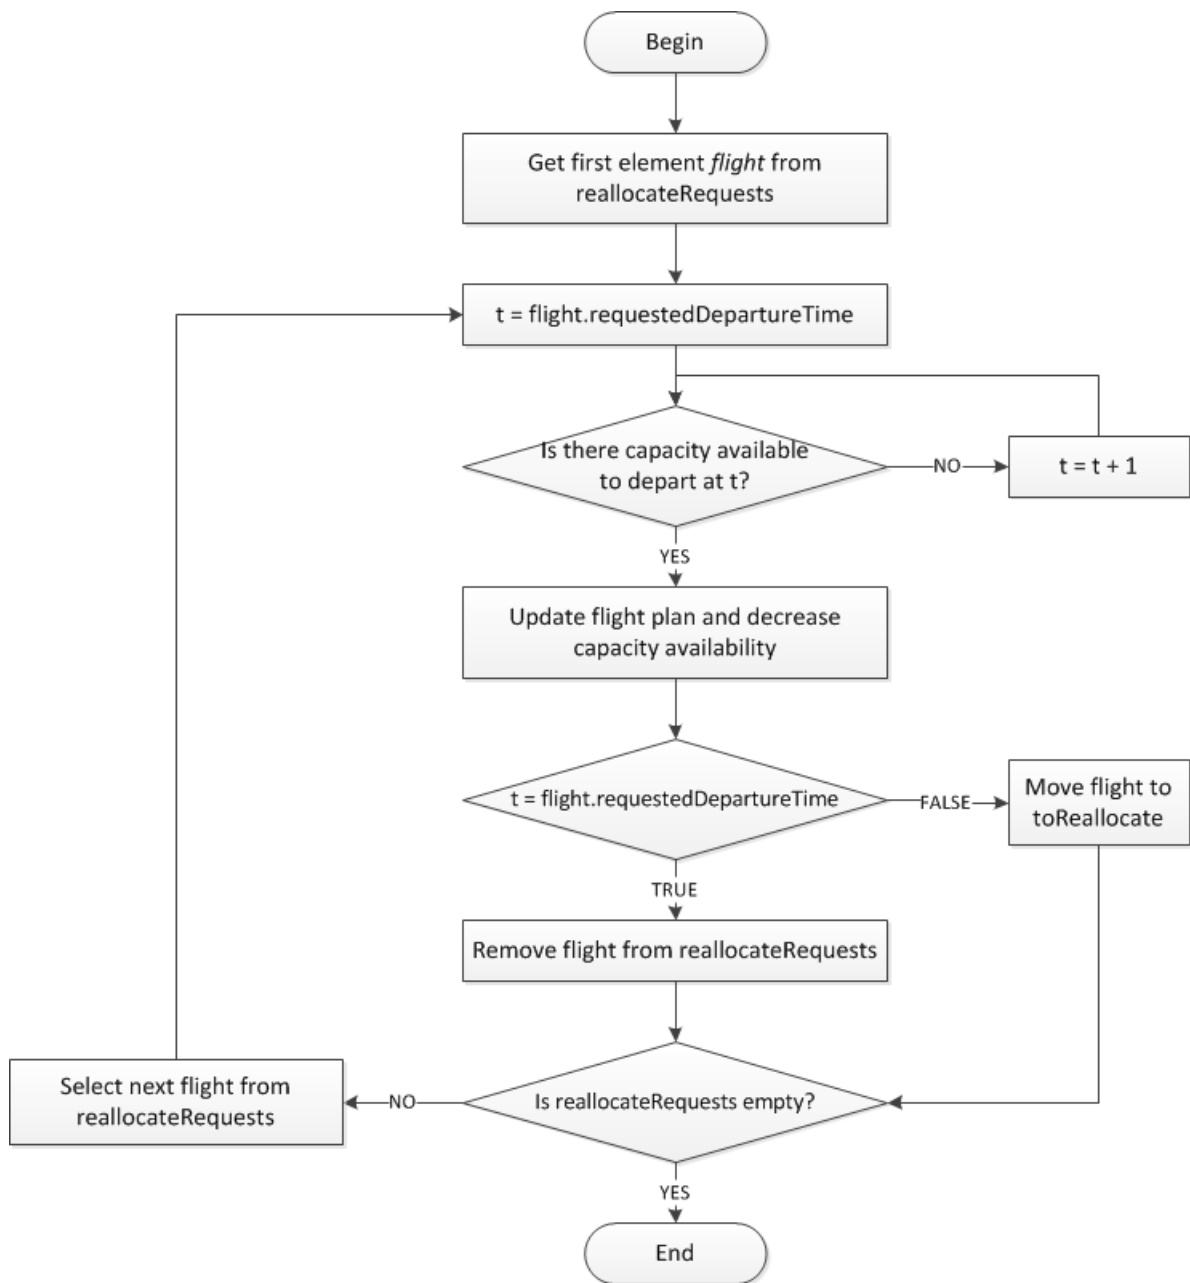 Begin
Get first element flight from
reallocateRequests
t = flight.requestedDepartureTime
Is there capacity available
to depart at t?
NO
t = t + 1
YES
Update flight plan and decrease
capacity availability
t = flight.requestedDepartureTime
FALSE
Move flight to
toReallocate
TRUE
Remove flight from reallocateRequests
Select next flight from
reallocateRequests
NO
Is reallocateRequests empty?
YES
End